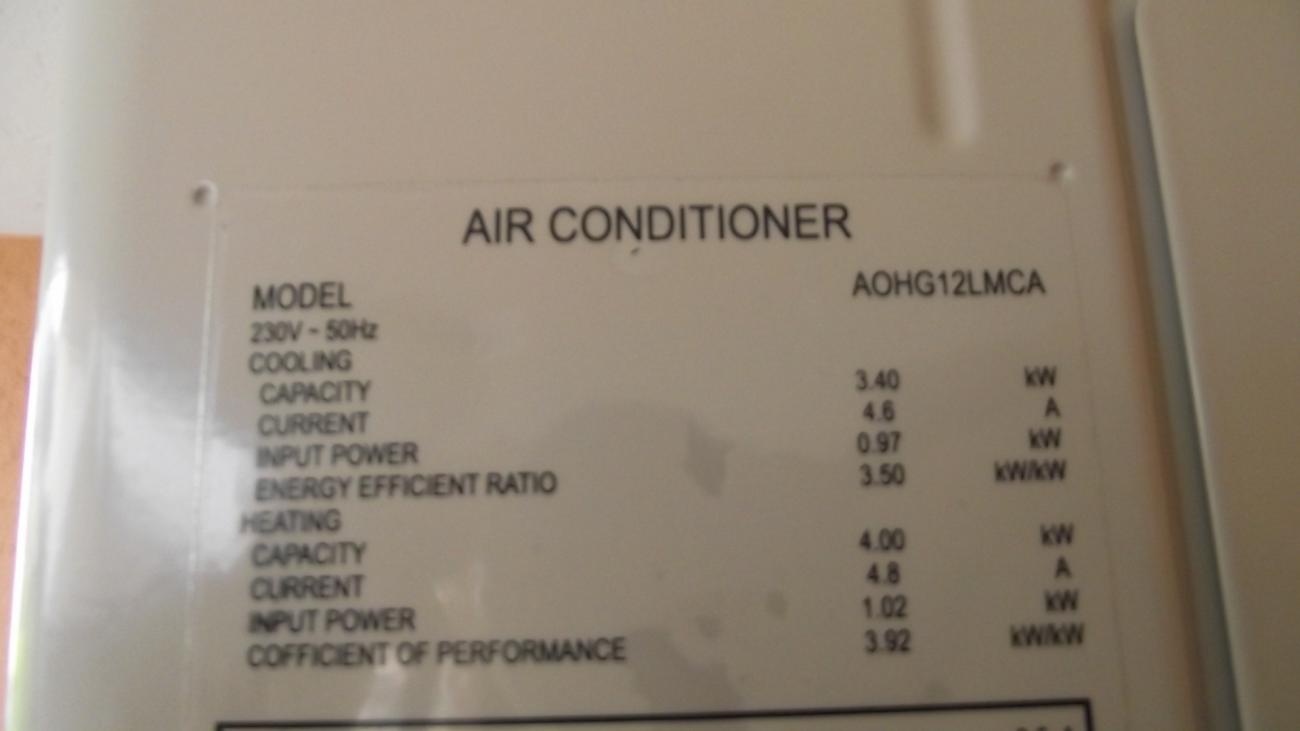 AIR CONDITIONER
MODEL AOHG12LMCA
230V ~ 50Hz
COOLING
CAPACITY 3.40 kW
CURRENT 4.6 A
INPUT POWER 0.97 kW
ENERGY EFFICIENT RATIO 3.50 kW/kW
HEATING
CAPACITY 4.00 kW
CURRENT 4.8 A
INPUT POWER 1.02 kW
COFFICIENT OF PERFORMANCE 3.92 kW/kW